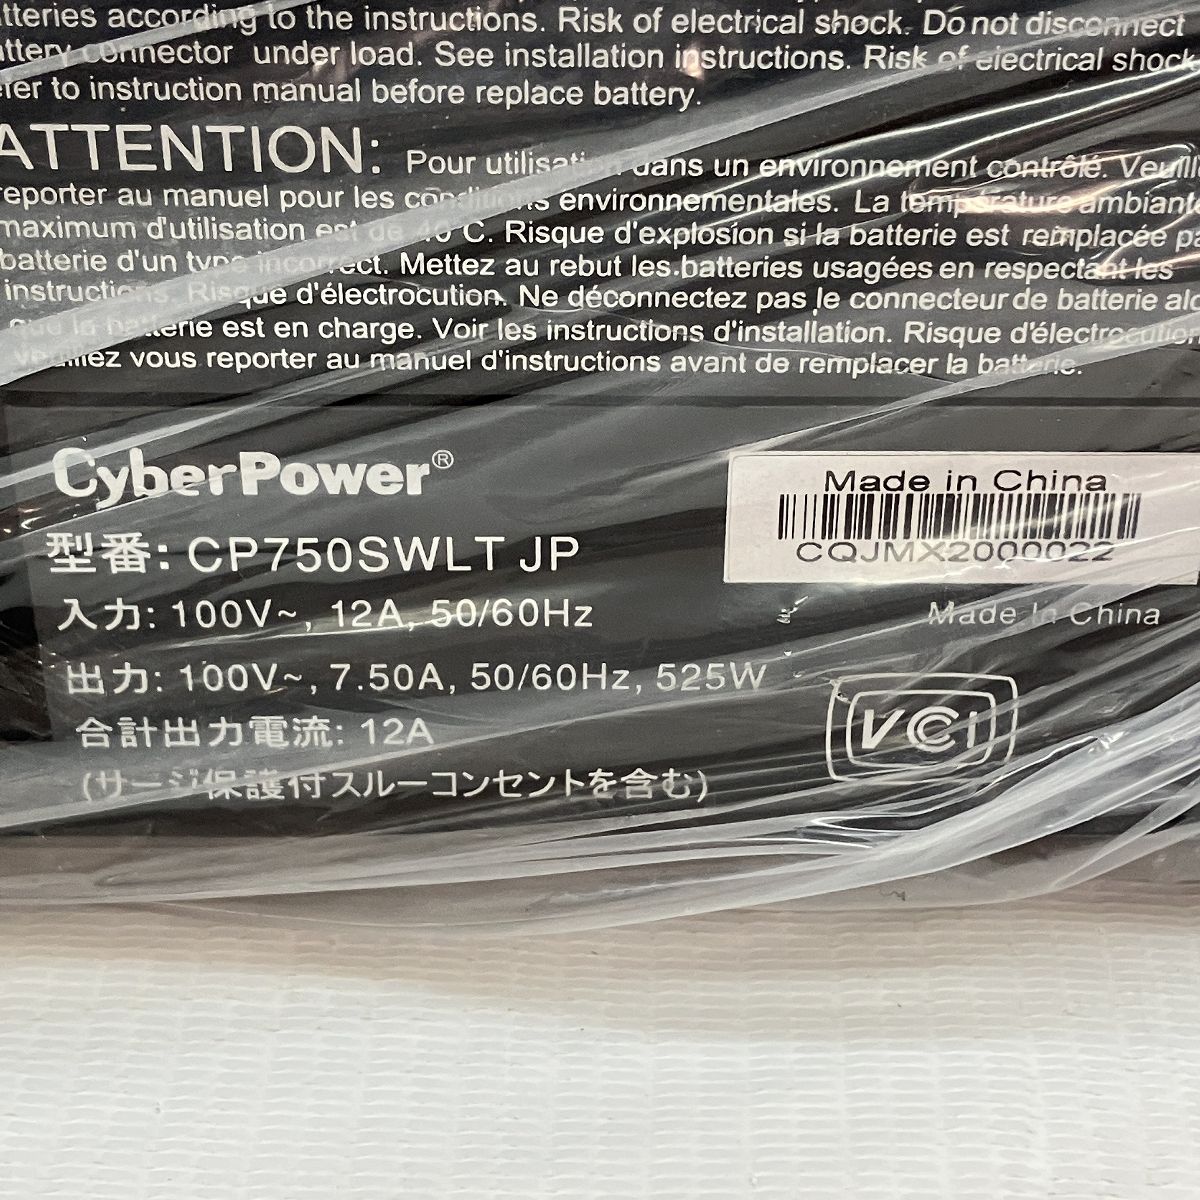 tteries according to the instructions. Risk of electrical shock. Do not disconnect
attery connector under load. See installation instructions. Risk of electrical shock.
efer to instruction manual before replace battery.
ATTENTION: Pour utilisation dans un environnement contrôlé. Veuille
reporter au manuel pour les conditions environnementales. La température ambiante
maximum d'utilisation est de 40°C. Risque d'explosion si la batterie est remplacée pa
batterie d'un type incorrect. Mettez au rebut les batteries usagées en respectant les
instructions. Risque d'électrocution. Ne déconnectez pas le connecteur de batterie alo
que la batterie est en charge. Voir les instructions d'installation. Risque d'électrocution
veuillez vous reporter au manuel d'instructions avant de remplacer la batterie.
CyberPower®
型番: CP750SWLT JP
入力: 100V~, 12A, 50/60Hz
出力: 100V~, 7.50A, 50/60Hz, 525W
合計出力電流: 12A
(サージ保護付スルーコンセントを含む)
Made in China
CQJMX2000022
Made In China
VCCI